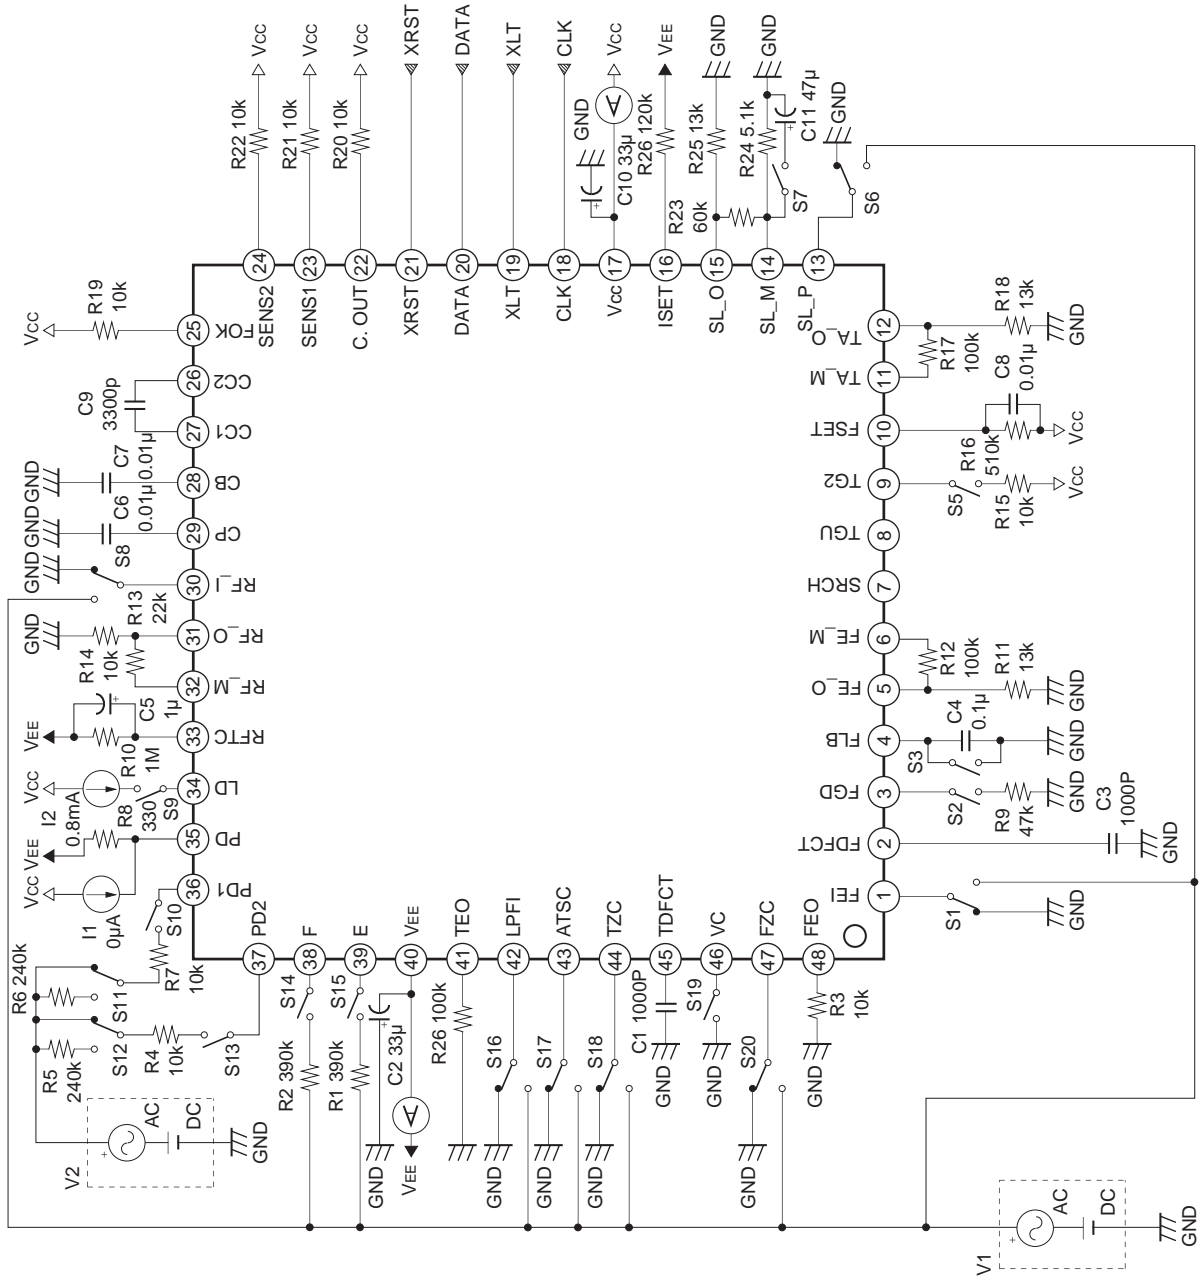 R22 10k
VCC
R21 10k
VCC
R20 10k
VCC
XRST
DATA
XLT
CLK
VCC
A
GND
C10 33µ
R26 120k
VEE
R25 13k
GND
R24 5.1k
GND
C11 47µ
S7
R23
60k
GND
S6
24
SENS2
23
SENS1
22
C. OUT
21
XRST
20
DATA
19
XLT
18
CLK
17
VCC
16
ISET
15
SL_O
14
SL_M
13
SL_P
VCC
R19
10k
25
FOK
C9
3300p
26
CC2
27
CC1
GND
C7
0.01µ
28
CB
GND
C6
0.01µ
29
CP
GND
S8
30
RF_I
GND
R13
22k
31
RF_O
R14
10k
32
RF_M
VEE
C5
1µ
R10
1M
33
RFTC
VCC
I2
0.8mA
R8
330
S9
34
LD
VEE
35
PD
VCC
I1
0µA
36
PD1
S10
R7
10k
R6 240k
S11
S12
R5
240k
R4
10k
S13
V2
AC
DC
GND
12
TA_O
R18
13k
GND
R17
100k
11
TA_M
10
FSET
C8
0.01µ
R16
510k
VCC
9
TG2
S5
R15
10k
VCC
8
TGU
7
SRCH
6
FE_M
R12
100k
5
FE_O
R11
13k
GND
4
FLB
C4
0.1µ
S3
GND
3
FGD
S2
R9
47k
GND
2
FDFCT
C3
1000P
GND
1
FEI
S1
GND
37
PD2
38
F
S14
R2 390k
39
E
S15
R1 390k
40
VEE
C2 33µ
GND
A
VEE
41
TEO
R26 100k
GND
42
LPFI
S16
GND
43
ATSC
S17
GND
44
TZC
S18
GND
45
TDFCT
C1 1000P
GND
46
VC
S19
GND
47
FZC
S20
GND
48
FEO
R3
10k
GND
V1
AC
DC
GND